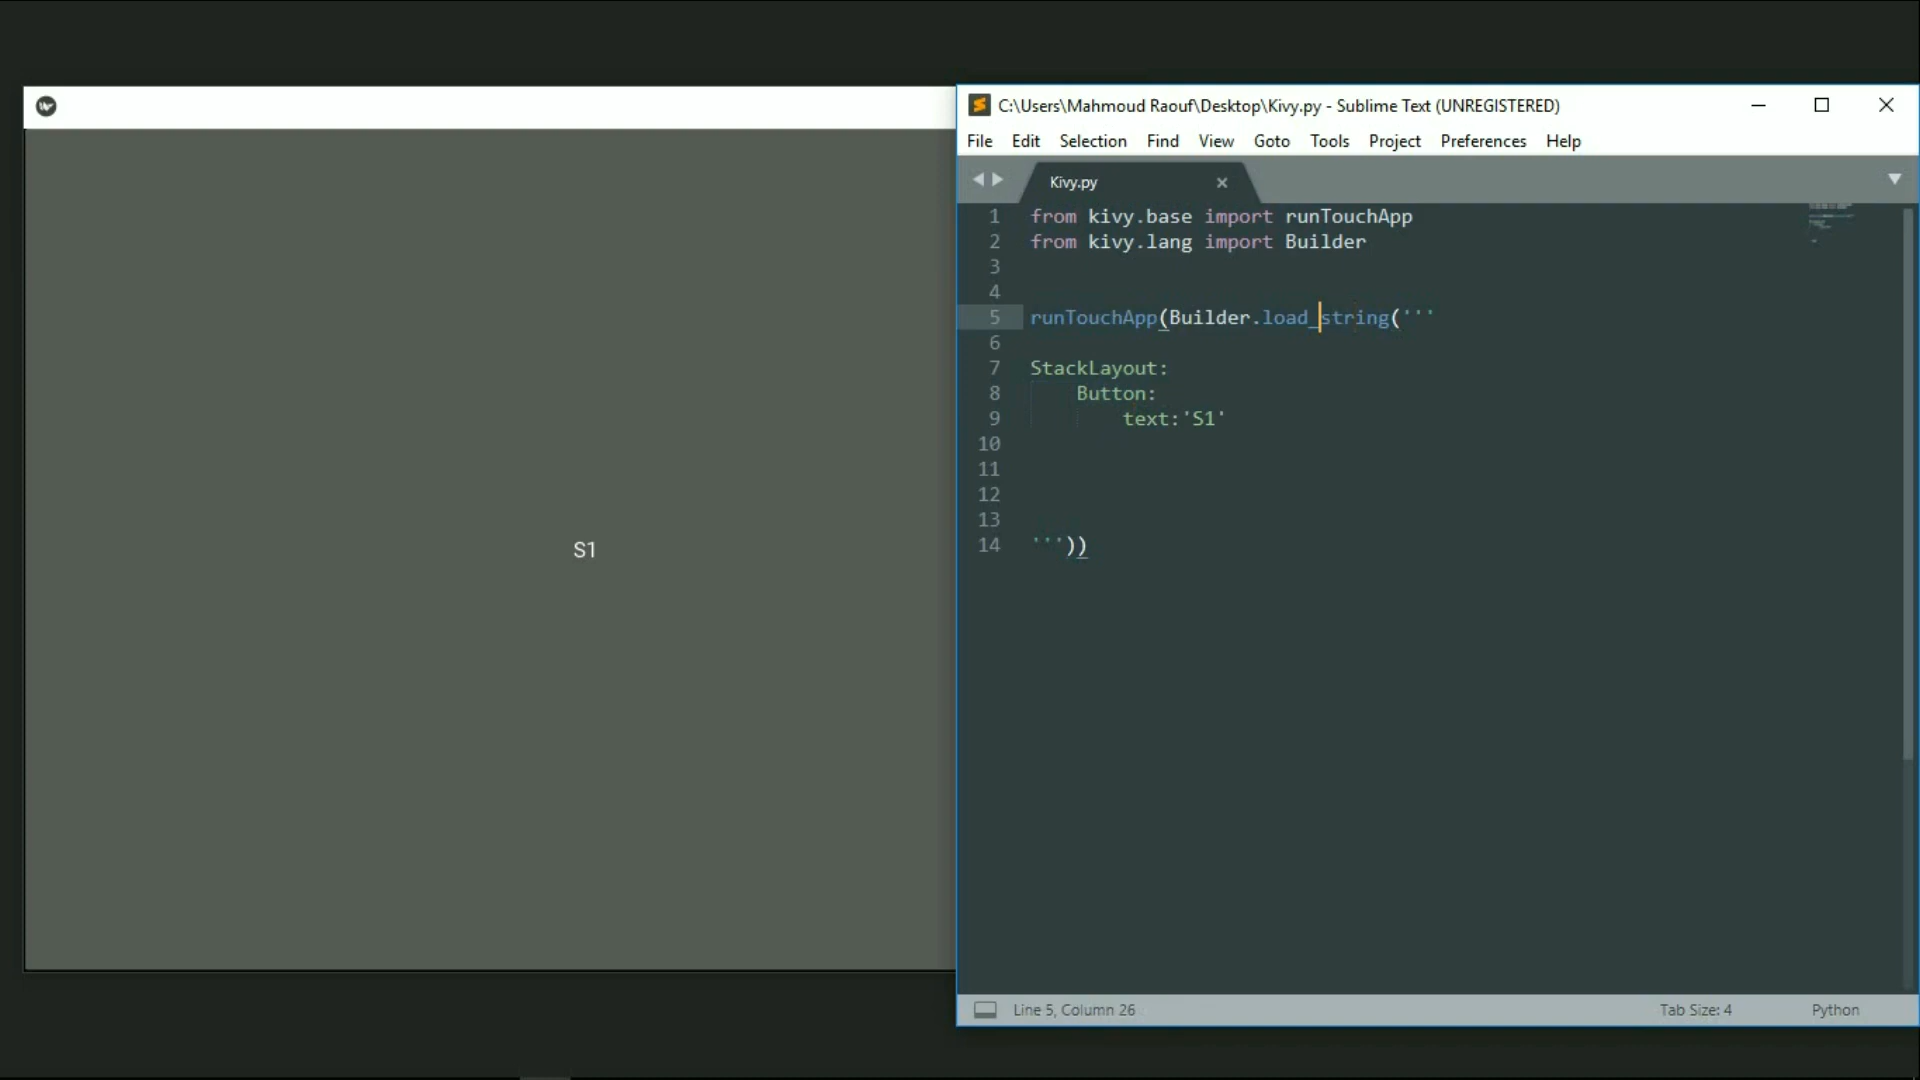 S1
C:\Users\Mahmoud Raouf\Desktop\Kivy.py - Sublime Text (UNREGISTERED)
File Edit Selection Find View Goto Tools Project Preferences Help
Kivy.py
1 from kivy.base import runTouchApp
2 from kivy.lang import Builder
3
4
5 runTouchApp(Builder.load_string('''
6
7 StackLayout:
8     Button:
9         text:'S1'
10
11
12
13
14 '''))
Line 5, Column 26 Tab Size: 4 Python